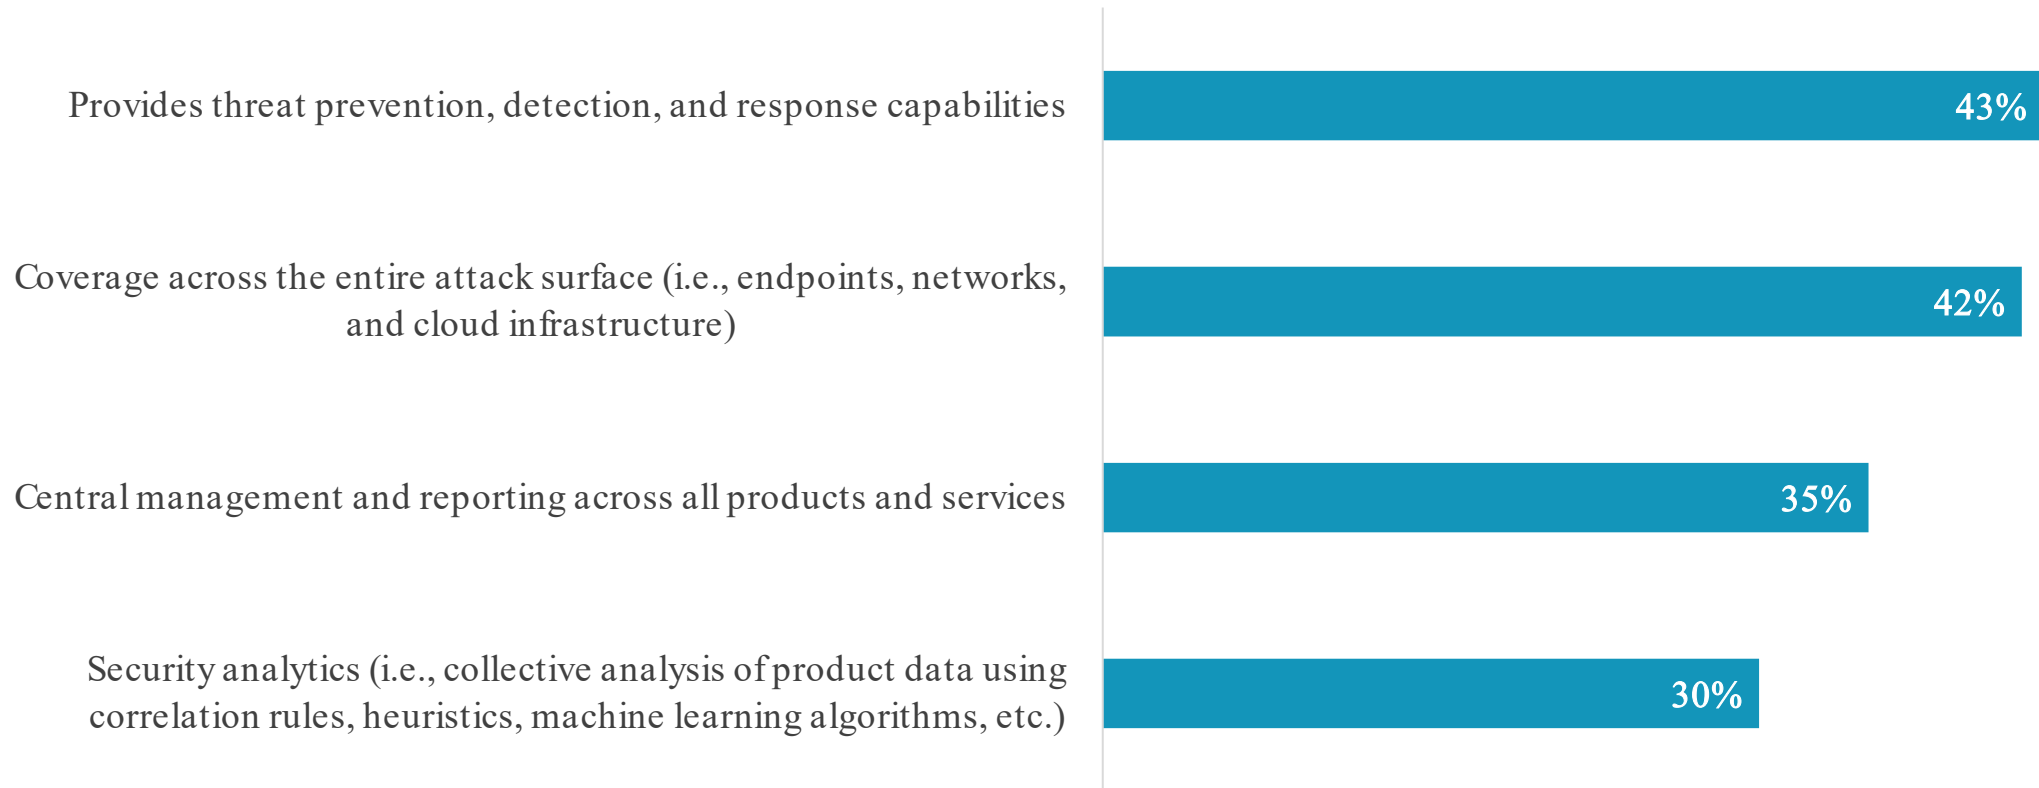 Provides threat prevention, detection, and response capabilities
43%
Coverage across the entire attack surface (i.e., endpoints, networks,
and cloud infrastructure)
42%
Central management and reporting across all products and services
35%
Security analytics (i.e., collective analysis of product data using
correlation rules, heuristics, machine learning algorithms, etc.)
30%